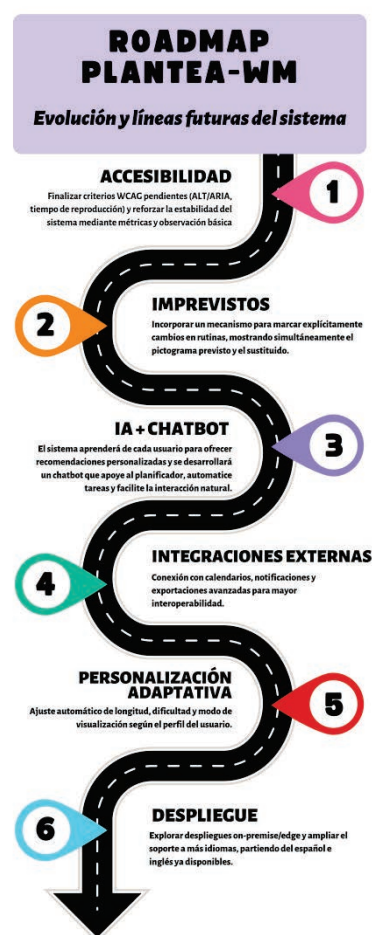 ROADMAP
PLANTEA-WM
Evolución y líneas futuras del sistema
ACCESIBILIDAD
Finalizar criterios WCAG pendientes (ALT/ARIA,
tiempo de reproducción) y reforzar la estabilidad del
sistema mediante métricas y observación básica
1
IMPREVISTOS
2
Incorporar un mecanismo para marcar explícitamente
cambios en rutinas, mostrando simultáneamente el
pictograma previsto y el sustituido.
IA + CHATBOT
3
El sistema aprenderá de cada usuario para ofrecer
recomendaciones personalizadas y se desarrollará
un chatbot que apoye al planificador, automatice
tareas y facilite la interacción natural.
INTEGRACIONES EXTERNAS
4
Conexión con calendarios, notificaciones y
exportaciones avanzadas para mayor
interoperabilidad.
PERSONALIZACIÓN
ADAPTATIVA
5
Ajuste automático de longitud, dificultad y modo de
visualización según el perfil del usuario.
DESPLIEGUE
6
Explorar despliegues on-premise/edge y ampliar el
soporte a más idiomas, partiendo del español e
inglés ya disponibles.